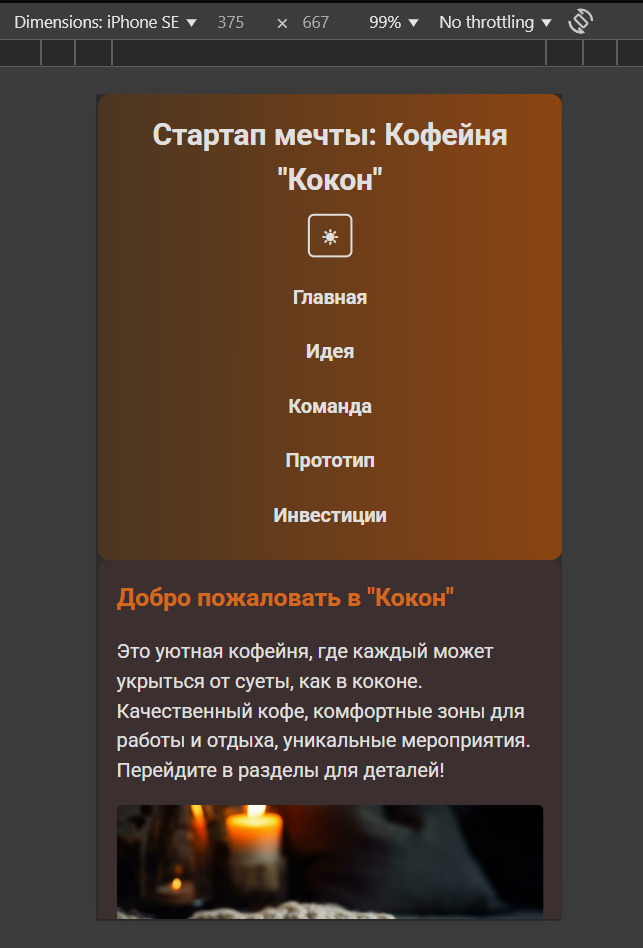 Dimensions: iPhone SE ▼ 375 × 667 99% ▼ No throttling ▼
Стартап мечты: Кофейня
"Кокон"
Главная
Идея
Команда
Прототип
Инвестиции
Добро пожаловать в "Кокон"
Это уютная кофейня, где каждый может
укрыться от суеты, как в коконе.
Качественный кофе, комфортные зоны для
работы и отдыха, уникальные мероприятия.
Перейдите в разделы для деталей!